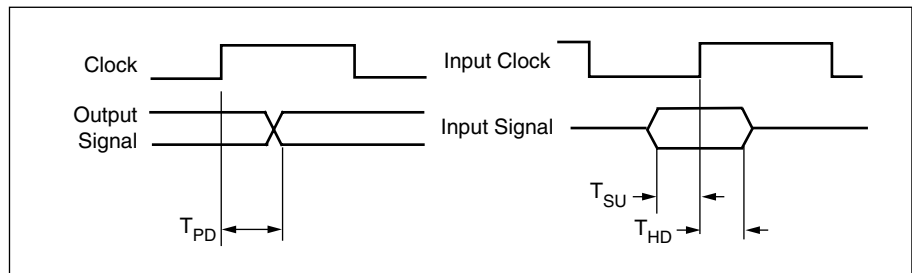 Clock
Output
Signal
T_PD
Input Clock
Input Signal
T_SU
T_HD